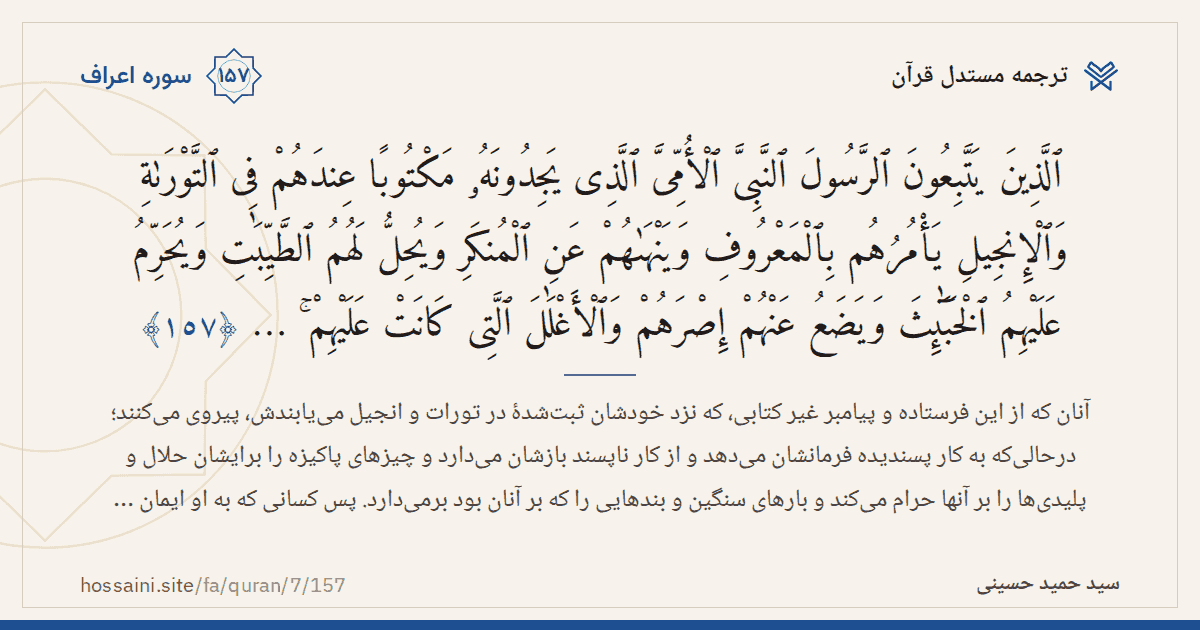 ترجمه مستدل قرآن
۱۵۷ سوره اعراف
ٱلَّذِينَ يَتَّبِعُونَ ٱلرَّسُولَ ٱلنَّبِىَّ ٱلْأُمِّىَّ ٱلَّذِى يَجِدُونَهُۥ مَكْتُوبًا عِندَهُمْ فِى ٱلتَّوْرَىٰةِ
وَٱلْإِنجِيلِ يَأْمُرُهُم بِٱلْمَعْرُوفِ وَيَنْهَىٰهُمْ عَنِ ٱلْمُنكَرِ وَيُحِلُّ لَهُمُ ٱلطَّيِّبَٰتِ وَيُحَرِّمُ
عَلَيْهِمُ ٱلْخَبَٰٓئِثَ وَيَضَعُ عَنْهُمْ إِصْرَهُمْ وَٱلْأَغْلَٰلَ ٱلَّتِى كَانَتْ عَلَيْهِمْ ۚ ... ﴿١٥٧﴾
آنان که از این فرستاده و پیامبر غیر کتابی، که نزد خودشان ثبت‌شدهٔ در تورات و انجیل می‌یابندش، پیروی می‌کنند؛
درحالی‌که به کار پسندیده فرمانشان می‌دهد و از کار ناپسند بازشان می‌دارد و چیزهای پاکیزه را برایشان حلال و
پلیدی‌ها را بر آنها حرام می‌کند و بارهای سنگین و بندهایی را که بر آنان بود برمی‌دارد. پس کسانی که به او ایمان ...
سید حمید حسینی
hossaini.site/fa/quran/7/157